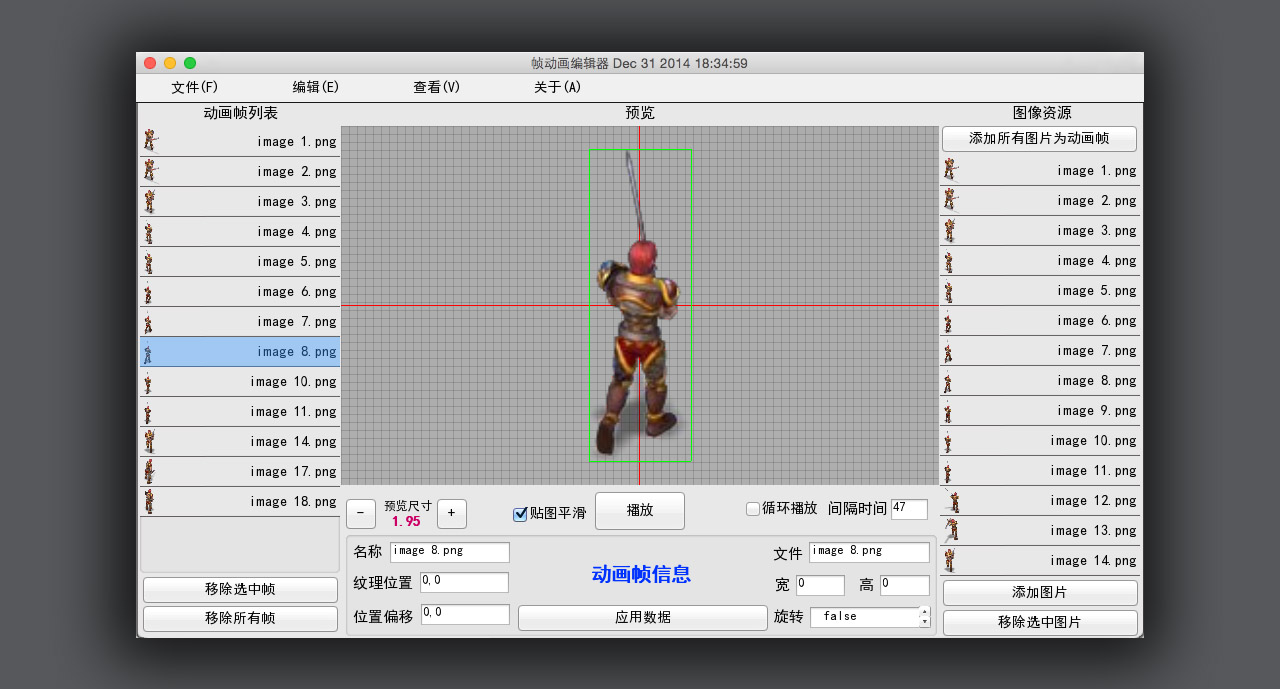 帧动画编辑器 Dec 31 2014 18:34:59
文件(F)
编辑(E)
查看(V)
关于(A)
动画帧列表
image 1.png
image 2.png
image 3.png
image 4.png
image 5.png
image 6.png
image 7.png
image 8.png
image 10.png
image 11.png
image 14.png
image 17.png
image 18.png
移除选中帧
移除所有帧
预览
-
预览尺寸
1.95
+
贴图平滑
播放
循环播放
间隔时间
47
名称
image 8.png
纹理位置
0,0
位置偏移
0,0
动画帧信息
应用数据
文件
image 8.png
宽
0
高
0
旋转
false
图像资源
添加所有图片为动画帧
image 1.png
image 2.png
image 3.png
image 4.png
image 5.png
image 6.png
image 7.png
image 8.png
image 9.png
image 10.png
image 11.png
image 12.png
image 13.png
image 14.png
添加图片
移除选中图片